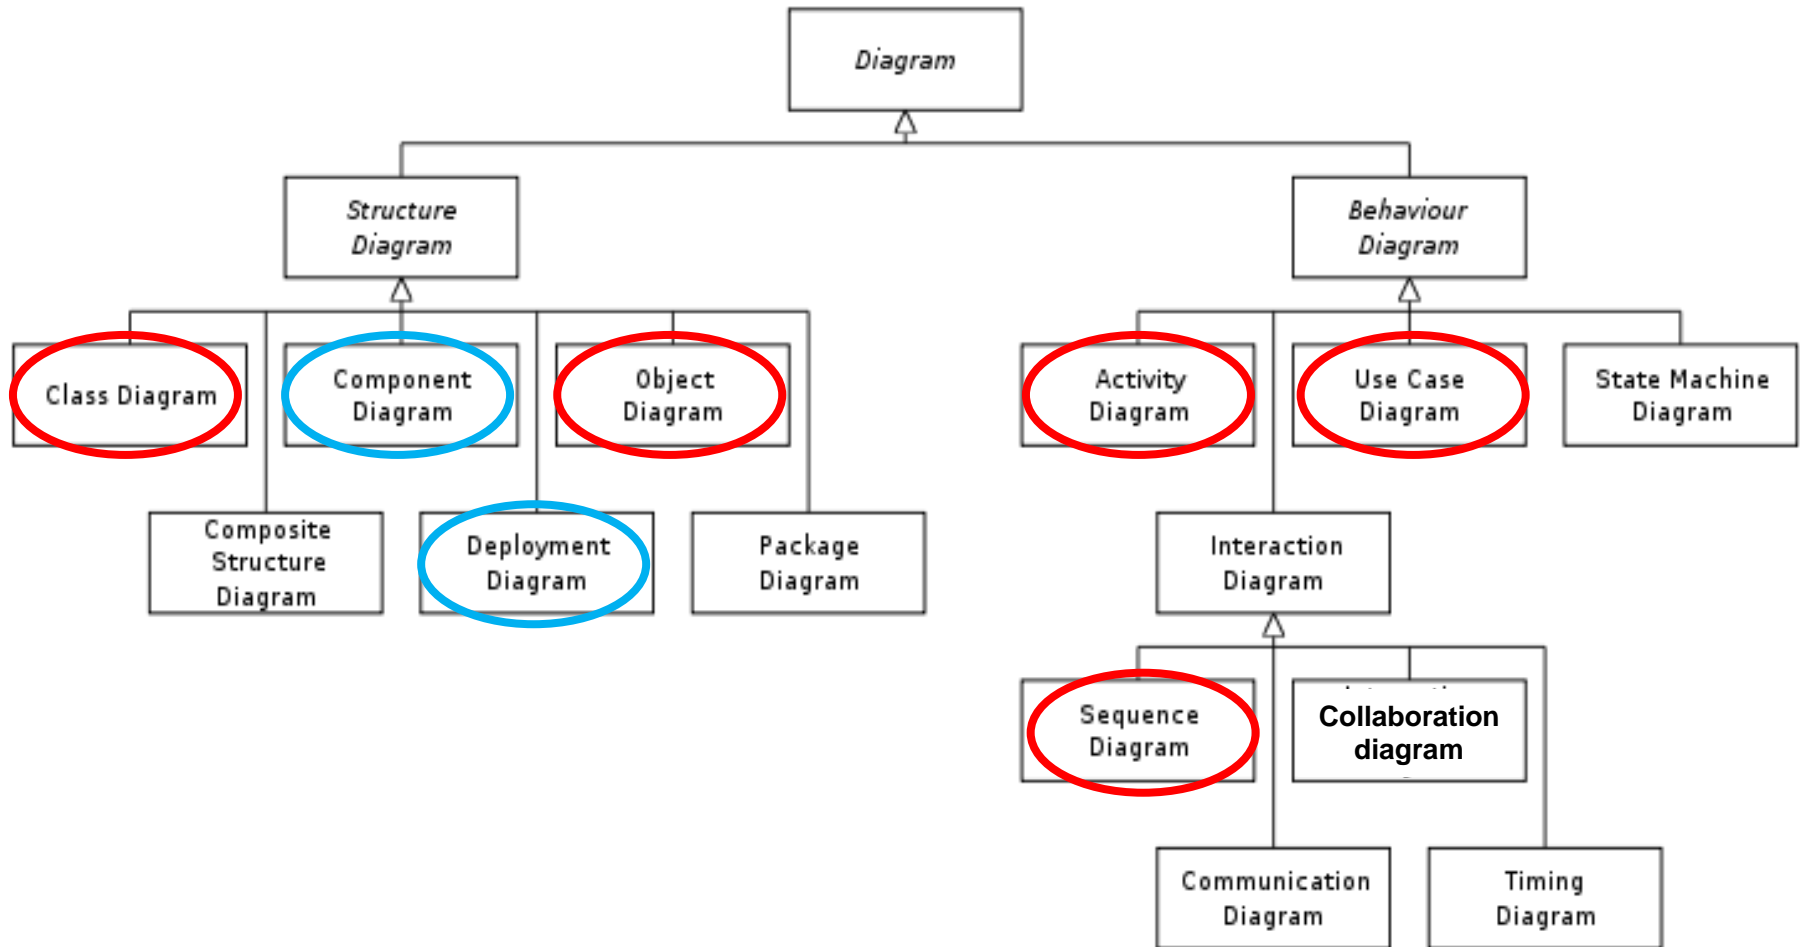 Diagram
Structure
Diagram
Behaviour
Diagram
Class Diagram
Component
Diagram
Object
Diagram
Activity
Diagram
Use Case
Diagram
State Machine
Diagram
Composite
Structure
Diagram
Deployment
Diagram
Package
Diagram
Interaction
Diagram
Sequence
Diagram
Collaboration
diagram
Communication
Diagram
Timing
Diagram